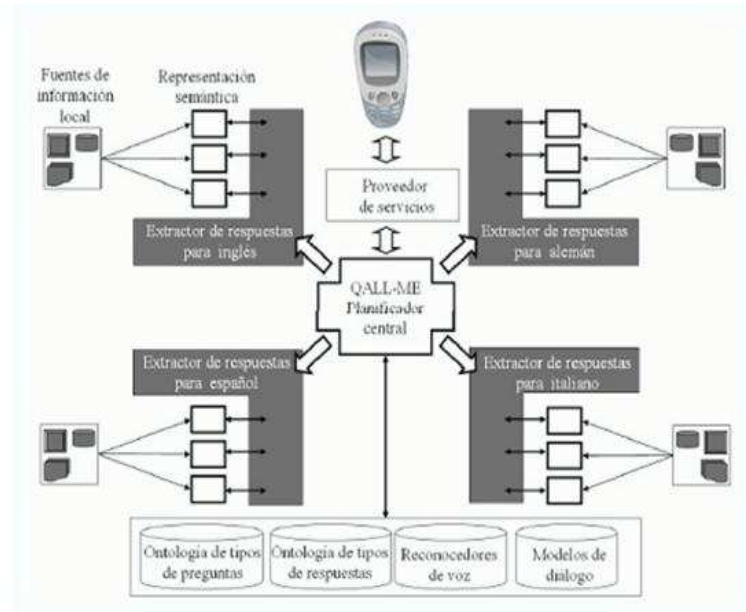 Fuentes de
información
local
Representación
semántica
Proveedor
de servicios
Extractor de respuestas
para inglés
Extractor de respuestas
para alemán
QALL-ME
Planificador
central
Extractor de respuestas
para español
Extractor de respuestas
para italiano
Ontología de tipos
de preguntas
Ontología de tipos
de respuestas
Reconocedores
de voz
Modelos de
diálogo